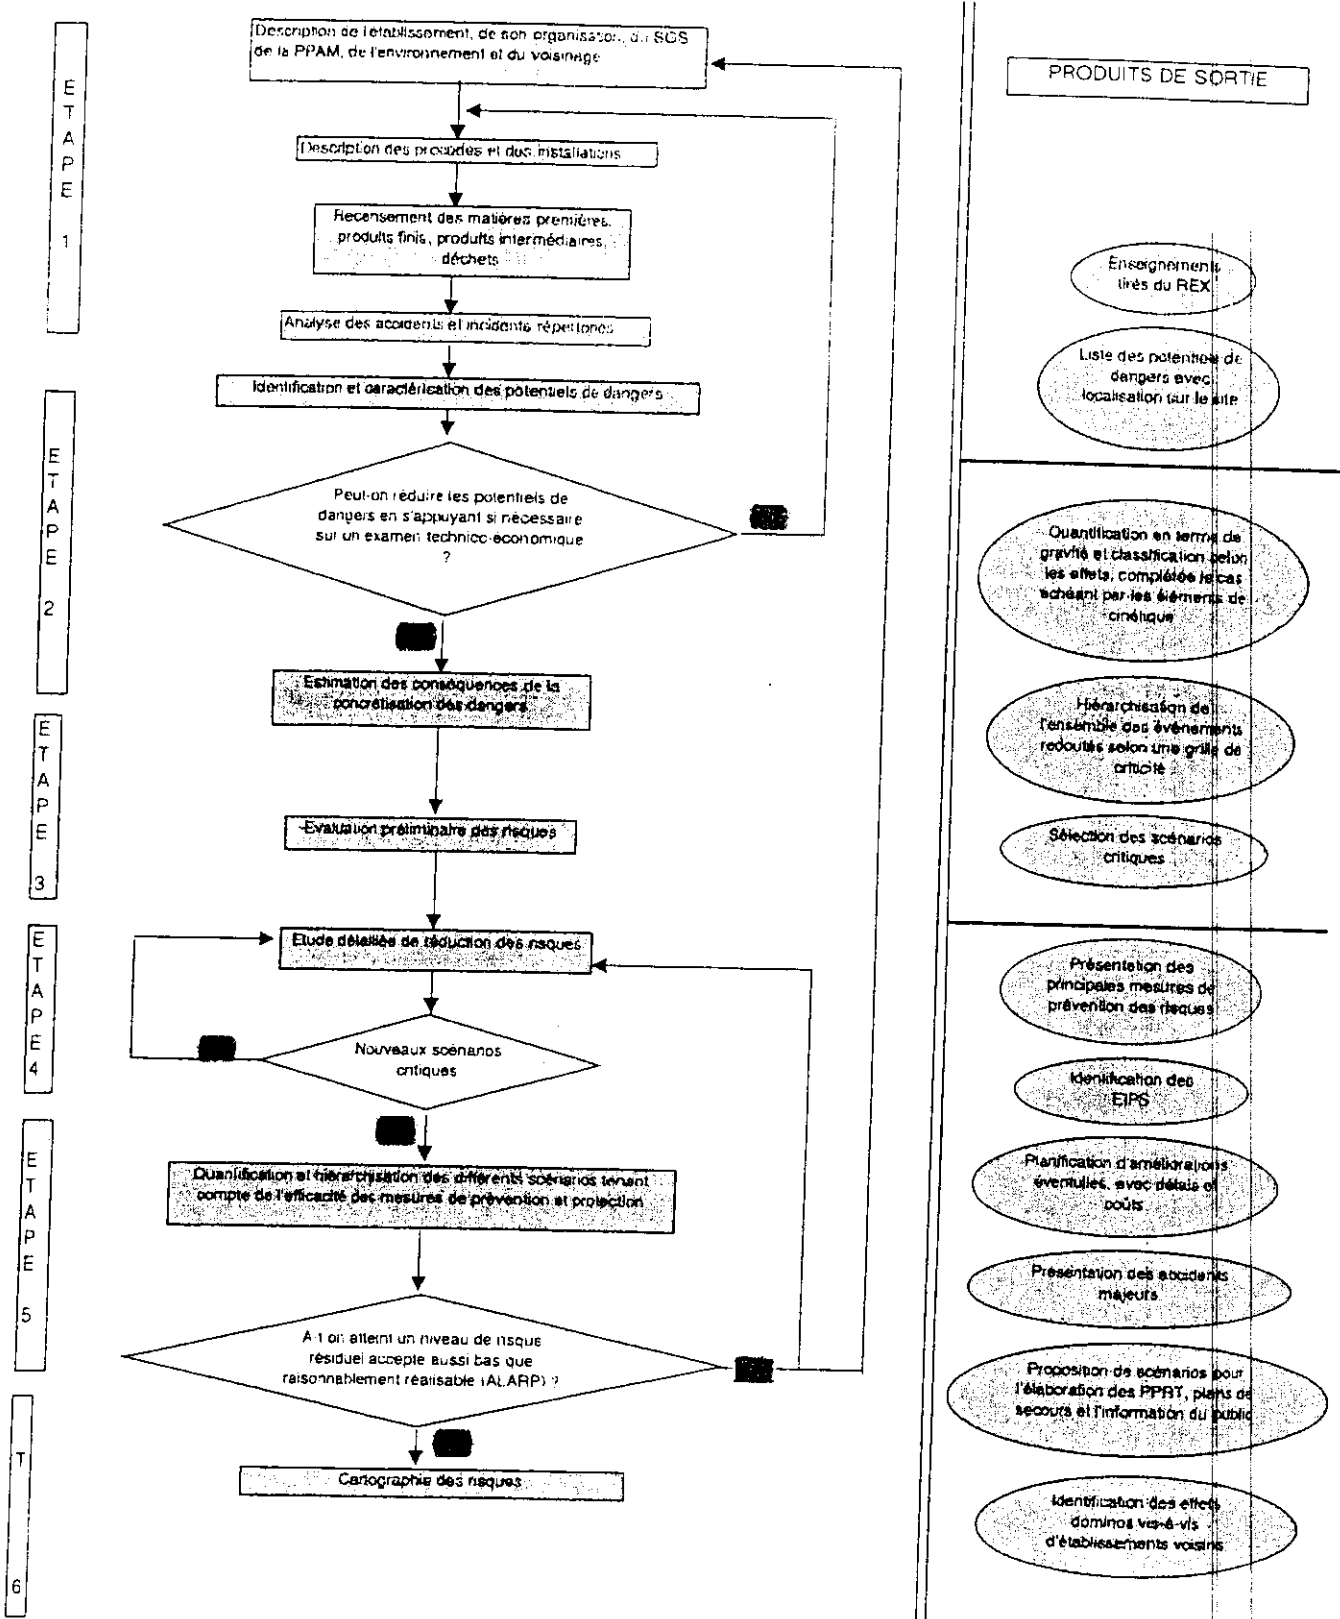 E
T
A
P
E
1
Description de l'établissement, de son organisation, du SGS
de la PPAM, de l'environnement et du voisinage
Description des procédés et des installations
Recensement des matières premières,
produits finis, produits intermédiaires,
déchets
Analyse des accidents et incidents répertoriés
E
T
A
P
E
2
Identification et caractérisation des potentiels de dangers
Peut-on réduire les potentiels de
dangers en s'appuyant si nécessaire
sur un examen technico-économique
?
Estimation des conséquences de la
concrétisation des dangers
E
T
A
P
E
3
Evaluation préliminaire des risques
E
T
A
P
E
4
Etude détaillée de réduction des risques
Nouveaux scénarios
critiques
E
T
A
P
E
5
Quantification et hiérarchisation des différents scénarios tenant
compte de l'efficacité des mesures de prévention et protection
A t on atteint un niveau de risque
résiduel accepté aussi bas que
raisonnablement réalisable (ALARP) ?
T
6
Cartographie des risques
PRODUITS DE SORTIE
Enseignements
tirés du REX
Liste des potentiels de
dangers avec
localisation sur le site
Quantification en terme de
gravité et classification selon
les effets, complétée le cas
échéant par les éléments de
cinétique
Hiérarchisation de
l'ensemble des évènements
redoutés selon une grille de
criticité
Sélection des scénarios
critiques
Présentation des
principales mesures de
prévention des risques
Identification des
EIPS
Planification d'améliorations
éventulles, avec délais et
coûts
Présentation des accidents
majeurs
Proposition de scénarios pour
l'élaboration des PPRT, plans de
secours et l'information du public
Identification des effets
dominos vis-à-vis
d'établissements voisins